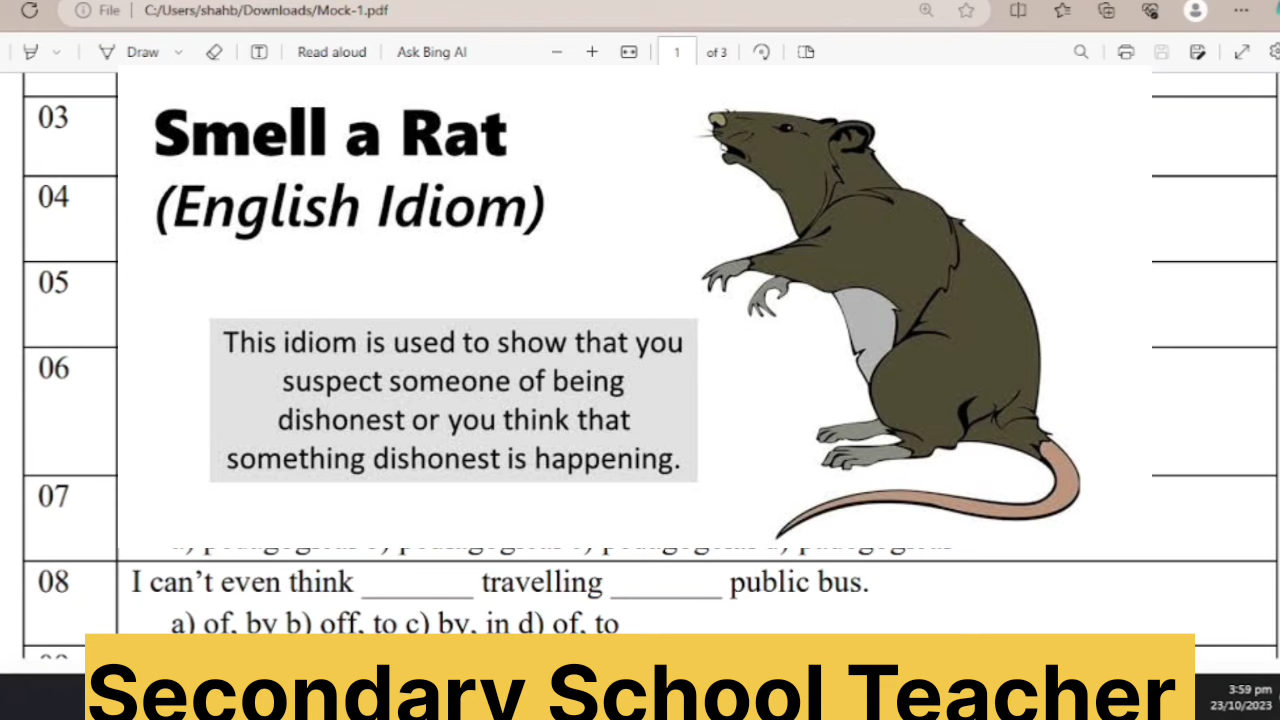 File C:/Users/shahb/Downloads/Mock-1.pdf
Draw Read aloud Ask Bing AI 1 of 3
03
Smell a Rat
(English Idiom)
04
05
This idiom is used to show that you
suspect someone of being
dishonest or you think that
something dishonest is happening.
06
07
08 I can’t even think ________ travelling ________ public bus.
a) of, by b) off, to c) by, in d) of, to
Secondary School Teacher
3:59 pm
23/10/2023